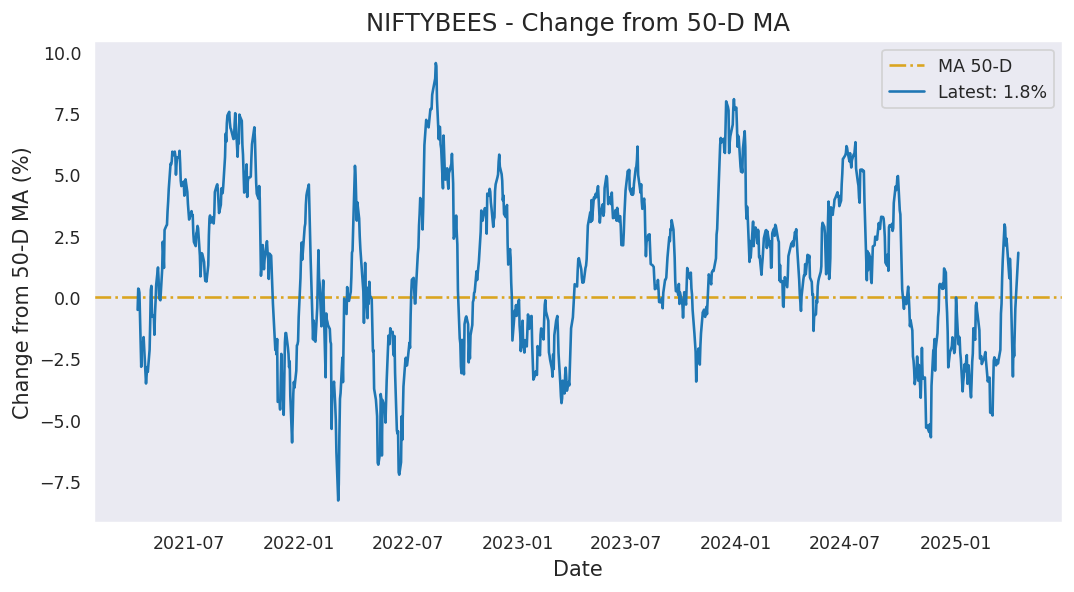 NIFTYBEES - Change from 50-D MA
MA 50-D
Latest: 1.8%
Change from 50-D MA (%)
10.0
7.5
5.0
2.5
0.0
−2.5
−5.0
−7.5
2021-07 2022-01 2022-07 2023-01 2023-07 2024-01 2024-07 2025-01
Date